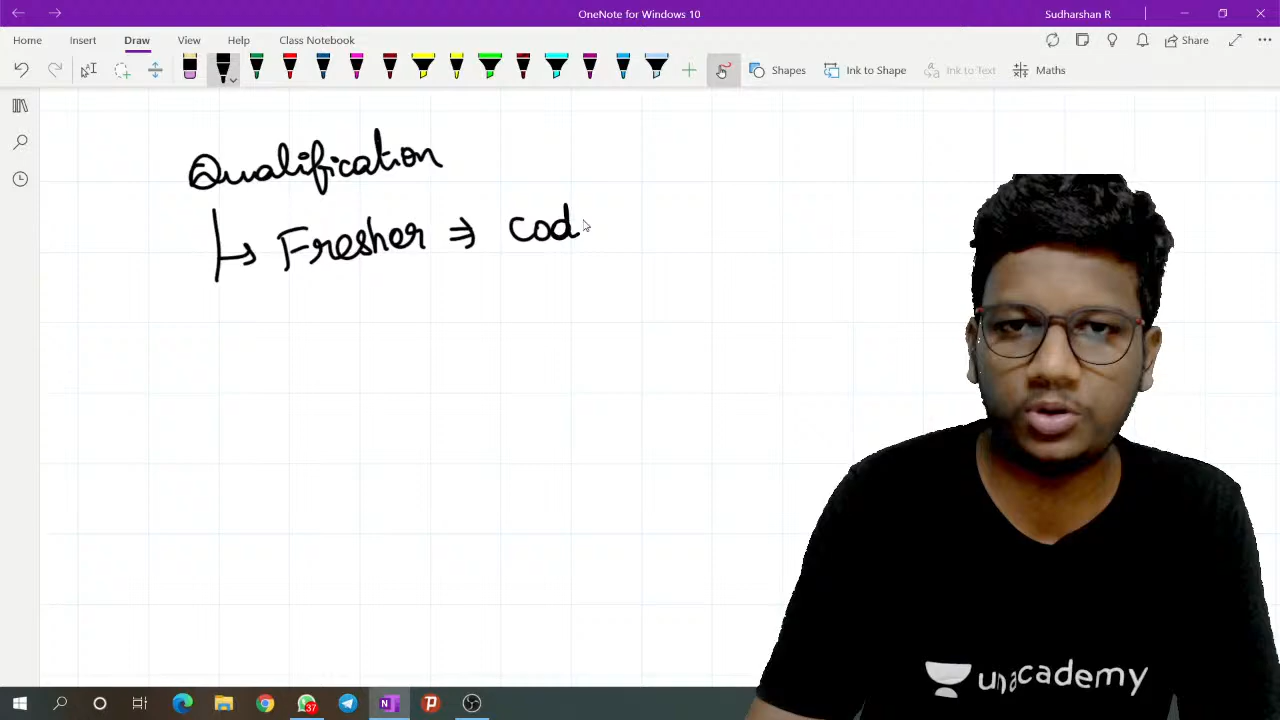 OneNote for Windows 10
Sudharshan R
Home Insert Draw View Help Class Notebook
Share
Shapes Ink to Shape Ink to Text Maths
Qualification
↳ Fresher ⇒ cod
unacademy
37